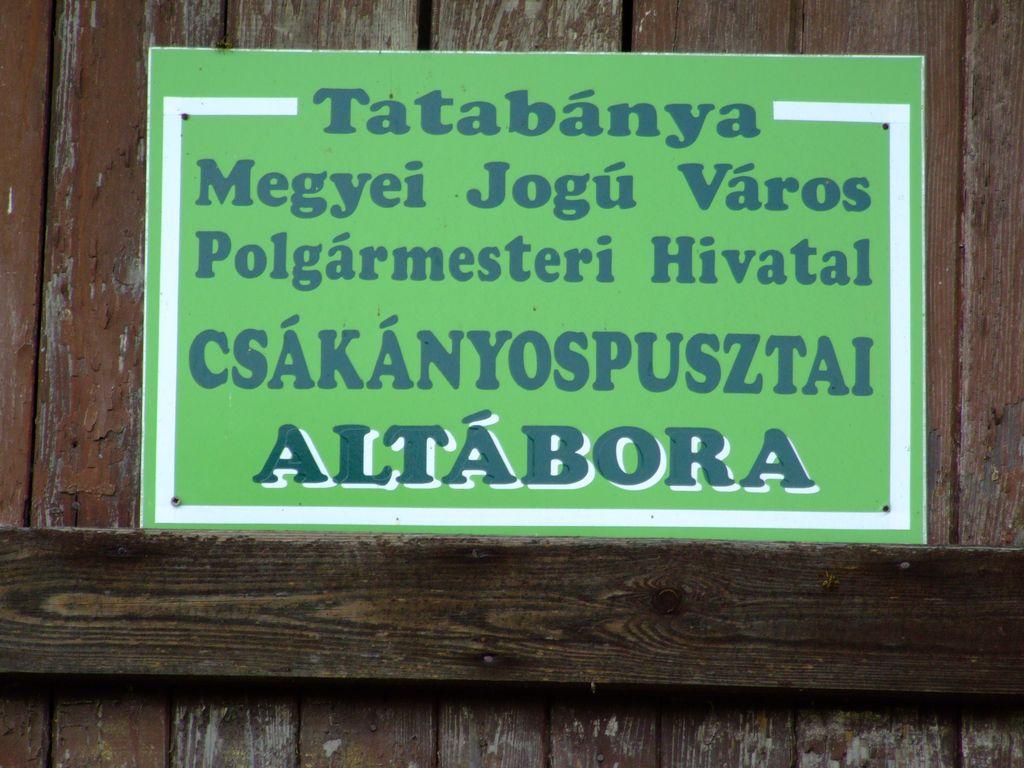 Tatabánya
Megyei Jogú Város
Polgármesteri Hivatal
CSÁKÁNYOSPUSZTAI
ALTÁBORA